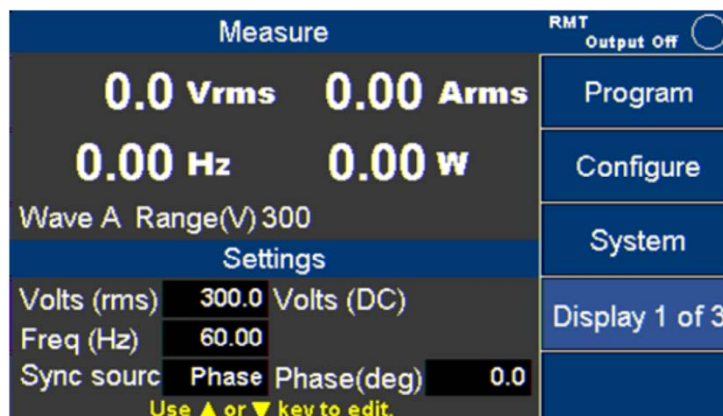 Measure
RMT
Output Off
0.0 Vrms 0.00 Arms
Program
0.00 Hz 0.00 W
Configure
Wave A Range(V) 300
System
Settings
Volts (rms) 300.0 Volts (DC)
Display 1 of 3
Freq (Hz) 60.00
Sync sourc Phase Phase(deg) 0.0
Use ▲ or ▼ key to edit.